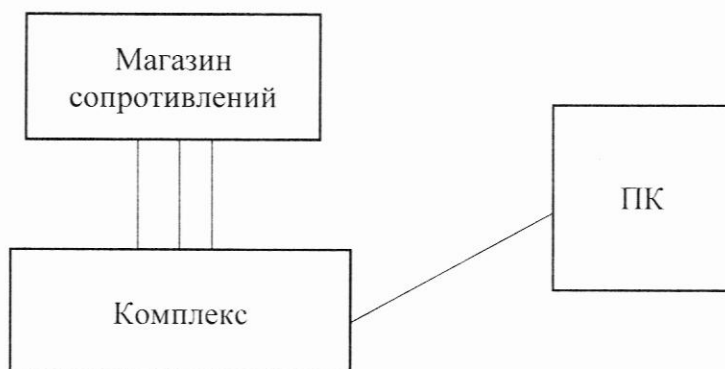 Магазин
сопротивлений
ПК
Комплекс